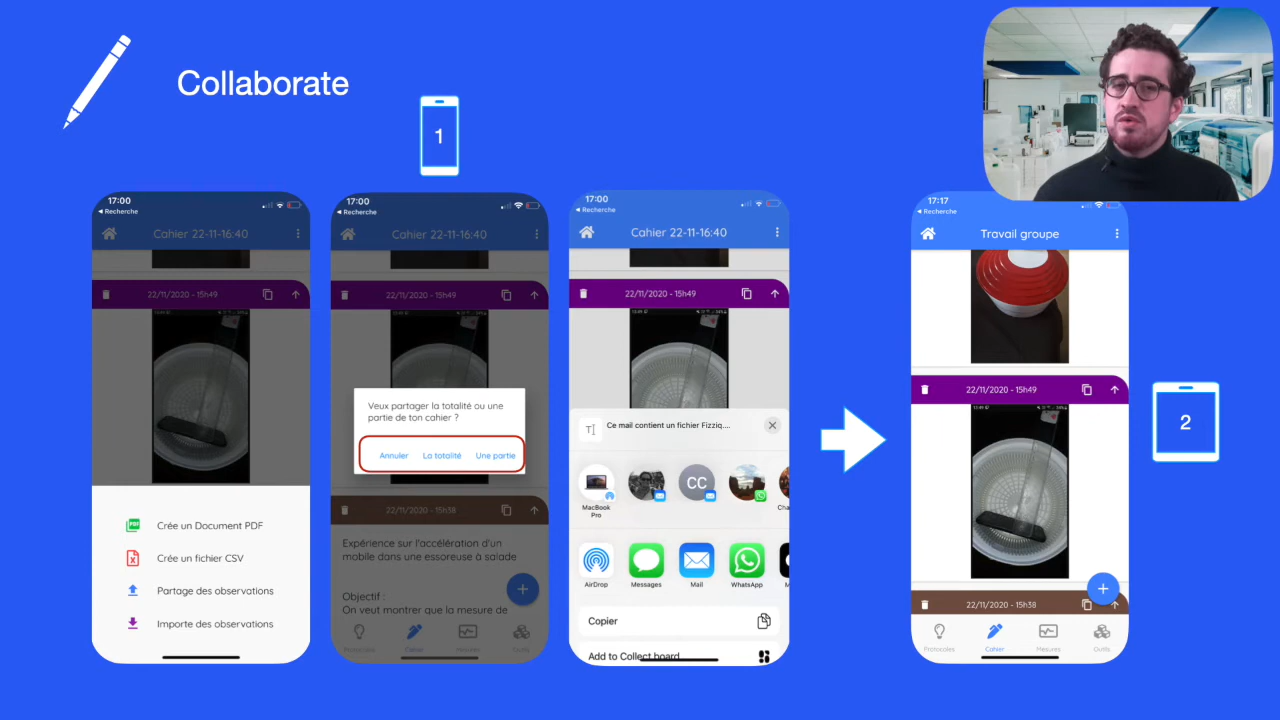 Collaborate
1
17:00
Recherche
Cahier 22-11-16:40
22/11/2020 - 15h49
PDF
Crée un Document PDF
Crée un fichier CSV
Partage des observations
Importe des observations
17:00
Recherche
Cahier 22-11-16:40
22/11/2020 - 15h49
Veux partager la totalité ou une
partie de ton cahier ?
Annuler La totalité Une partie
22/11/2020 - 15h38
Expérience sur l'accélération d'un
mobile dans une essoreuse à salade
Objectif :
On veut montrer que la mesure de
Protocoles Cahier Mesures Outils
17:00
Recherche
Cahier 22-11-16:40
22/11/2020 - 15h49
Ce mail contient un fichier Fizziq....
CC
MacBook
Pro
Cha
AirDrop Messages Mail WhatsApp
Copier
Add to Collect board
17:17
Recherche
Travail groupe
22/11/2020 - 15h49
22/11/2020 - 15h38
Protocoles Cahier Mesures Outils
2